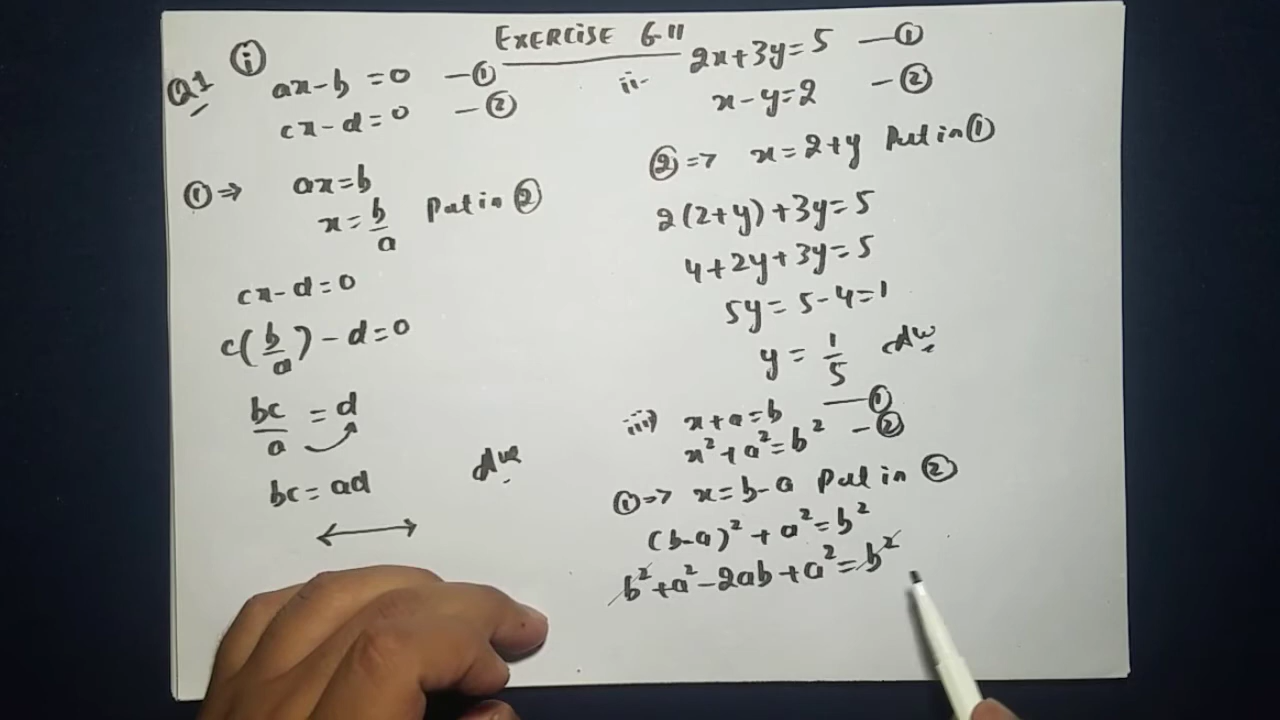 EXERCISE 6.11
Q1 (i) ax-b=0 —①
cx-d=0 —②
①⇒ ax=b
x=b/a Put in ②
cx-d=0
c(b/a)-d=0
bc/a=d
bc=ad
ii- 2x+3y=5 —①
x-y=2 —②
②=> x=2+y Put in ①
2(2+y)+3y=5
4+2y+3y=5
5y=5-4=1
y=1/5
iii) x+a=b —①
x²+a²=b² —②
①=> x=b-a Put in ②
(b-a)²+a²=b²
b²+a²-2ab+a²=b²